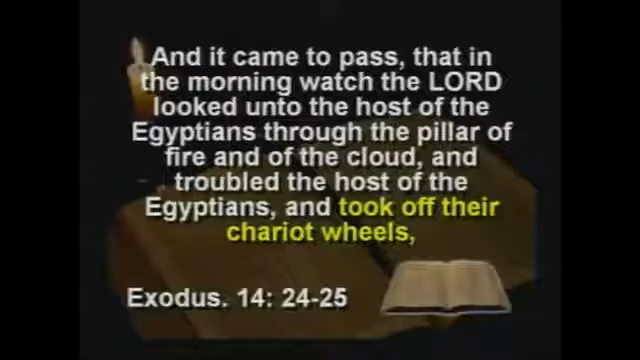 And it came to pass, that in
the morning watch the LORD
looked unto the host of the
Egyptians through the pillar of
fire and of the cloud, and
troubled the host of the
Egyptians, and took off their
chariot wheels,
Exodus. 14: 24-25